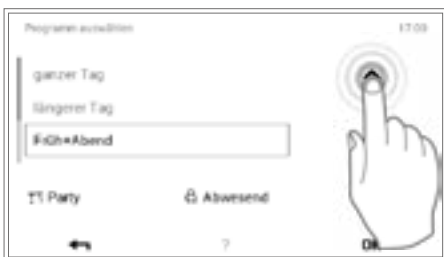 Programm auswählen 17:03
ganzer Tag
längerer Tag
Früh+Abend
Party Abwesend
? OK